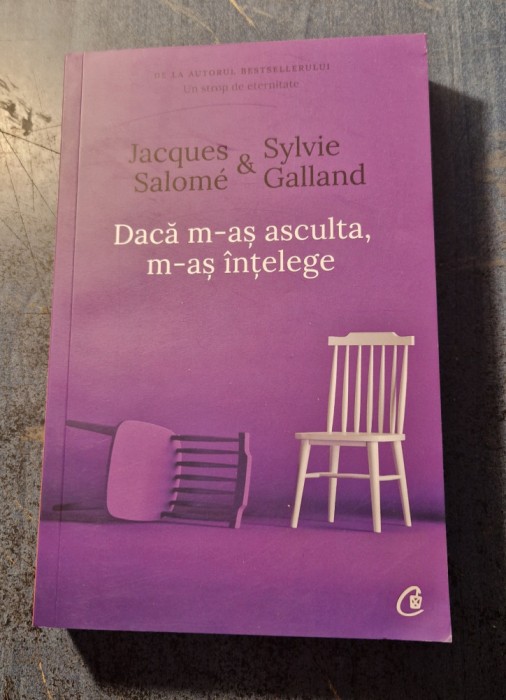 DE LA AUTORUL BESTSELLERULUI
Un strop de eternitate
Jacques & Sylvie
Salomé Galland
Dacă m-aș asculta,
m-aș înțelege